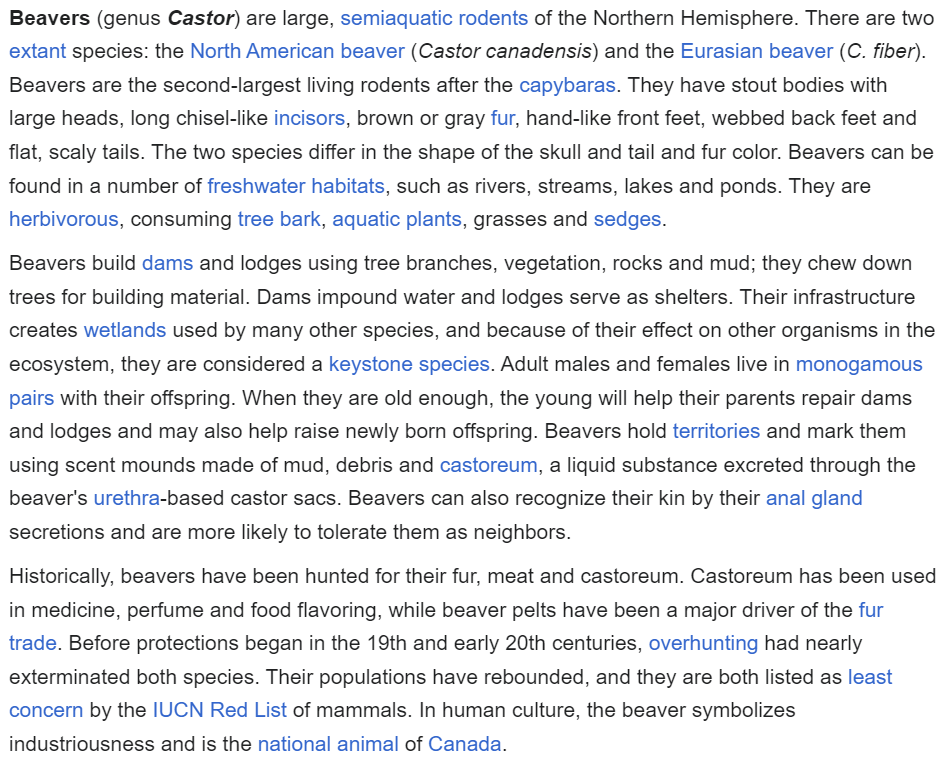 Beavers (genus Castor) are large, semiaquatic rodents of the Northern Hemisphere. There are two
extant species: the North American beaver (Castor canadensis) and the Eurasian beaver (C. fiber).
Beavers are the second-largest living rodents after the capybaras. They have stout bodies with
large heads, long chisel-like incisors, brown or gray fur, hand-like front feet, webbed back feet and
flat, scaly tails. The two species differ in the shape of the skull and tail and fur color. Beavers can be
found in a number of freshwater habitats, such as rivers, streams, lakes and ponds. They are
herbivorous, consuming tree bark, aquatic plants, grasses and sedges.
Beavers build dams and lodges using tree branches, vegetation, rocks and mud; they chew down
trees for building material. Dams impound water and lodges serve as shelters. Their infrastructure
creates wetlands used by many other species, and because of their effect on other organisms in the
ecosystem, they are considered a keystone species. Adult males and females live in monogamous
pairs with their offspring. When they are old enough, the young will help their parents repair dams
and lodges and may also help raise newly born offspring. Beavers hold territories and mark them
using scent mounds made of mud, debris and castoreum, a liquid substance excreted through the
beaver's urethra-based castor sacs. Beavers can also recognize their kin by their anal gland
secretions and are more likely to tolerate them as neighbors.
Historically, beavers have been hunted for their fur, meat and castoreum. Castoreum has been used
in medicine, perfume and food flavoring, while beaver pelts have been a major driver of the fur
trade. Before protections began in the 19th and early 20th centuries, overhunting had nearly
exterminated both species. Their populations have rebounded, and they are both listed as least
concern by the IUCN Red List of mammals. In human culture, the beaver symbolizes
industriousness and is the national animal of Canada.